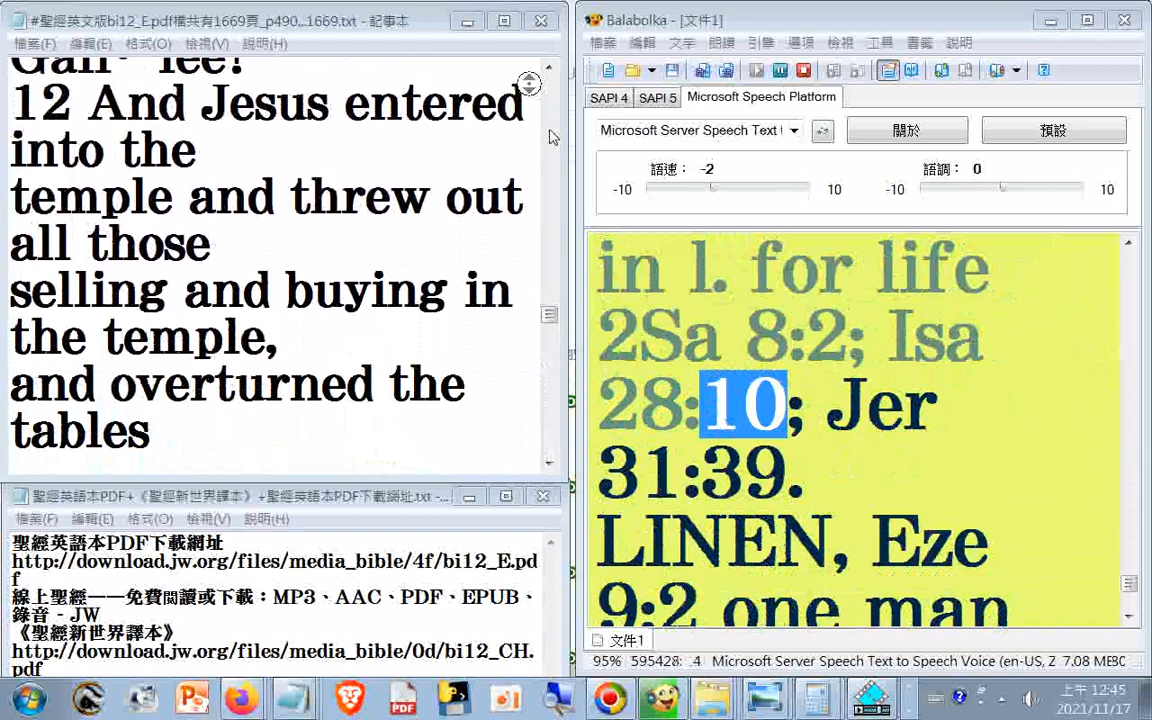 #聖經英文版bi12_E.pdf檔共有1669頁_p490,..1669.txt - 記事本
檔案(F) 編輯(E) 格式(O) 檢視(V) 說明(H)
12 And Jesus entered
into the
temple and threw out
all those
selling and buying in
the temple,
and overturned the
tables
聖經英語本PDF+《聖經新世界譯本》+聖經英語本PDF下載網址.txt -...
檔案(F) 編輯(E) 格式(O) 檢視(V) 說明(H)
聖經英語本PDF下載網址
http://download.jw.org/files/media_bible/4f/bi12_E.pd
f
線上聖經——免費閱讀或下載：MP3、AAC、PDF、EPUB、
錄音 - JW
《聖經新世界譯本》
http://download.jw.org/files/media_bible/0d/bi12_CH.
pdf
Balabolka - [文件1]
檔案 編輯 文字 朗讀 引擎 選項 檢視 工具 書籤 說明
SAPI 4 SAPI 5 Microsoft Speech Platform
Microsoft Server Speech Text 關於 預設
語速： -2 語調： 0
-10 10 -10 10
in l. for life
2Sa 8:2; Isa
28:10; Jer
31:39.
LINEN, Eze
9:2 one man
文件1
95% 595428: .4 Microsoft Server Speech Text to Speech Voice (en-US, Z 7.08 МБС
上午 12:45
2021/11/17